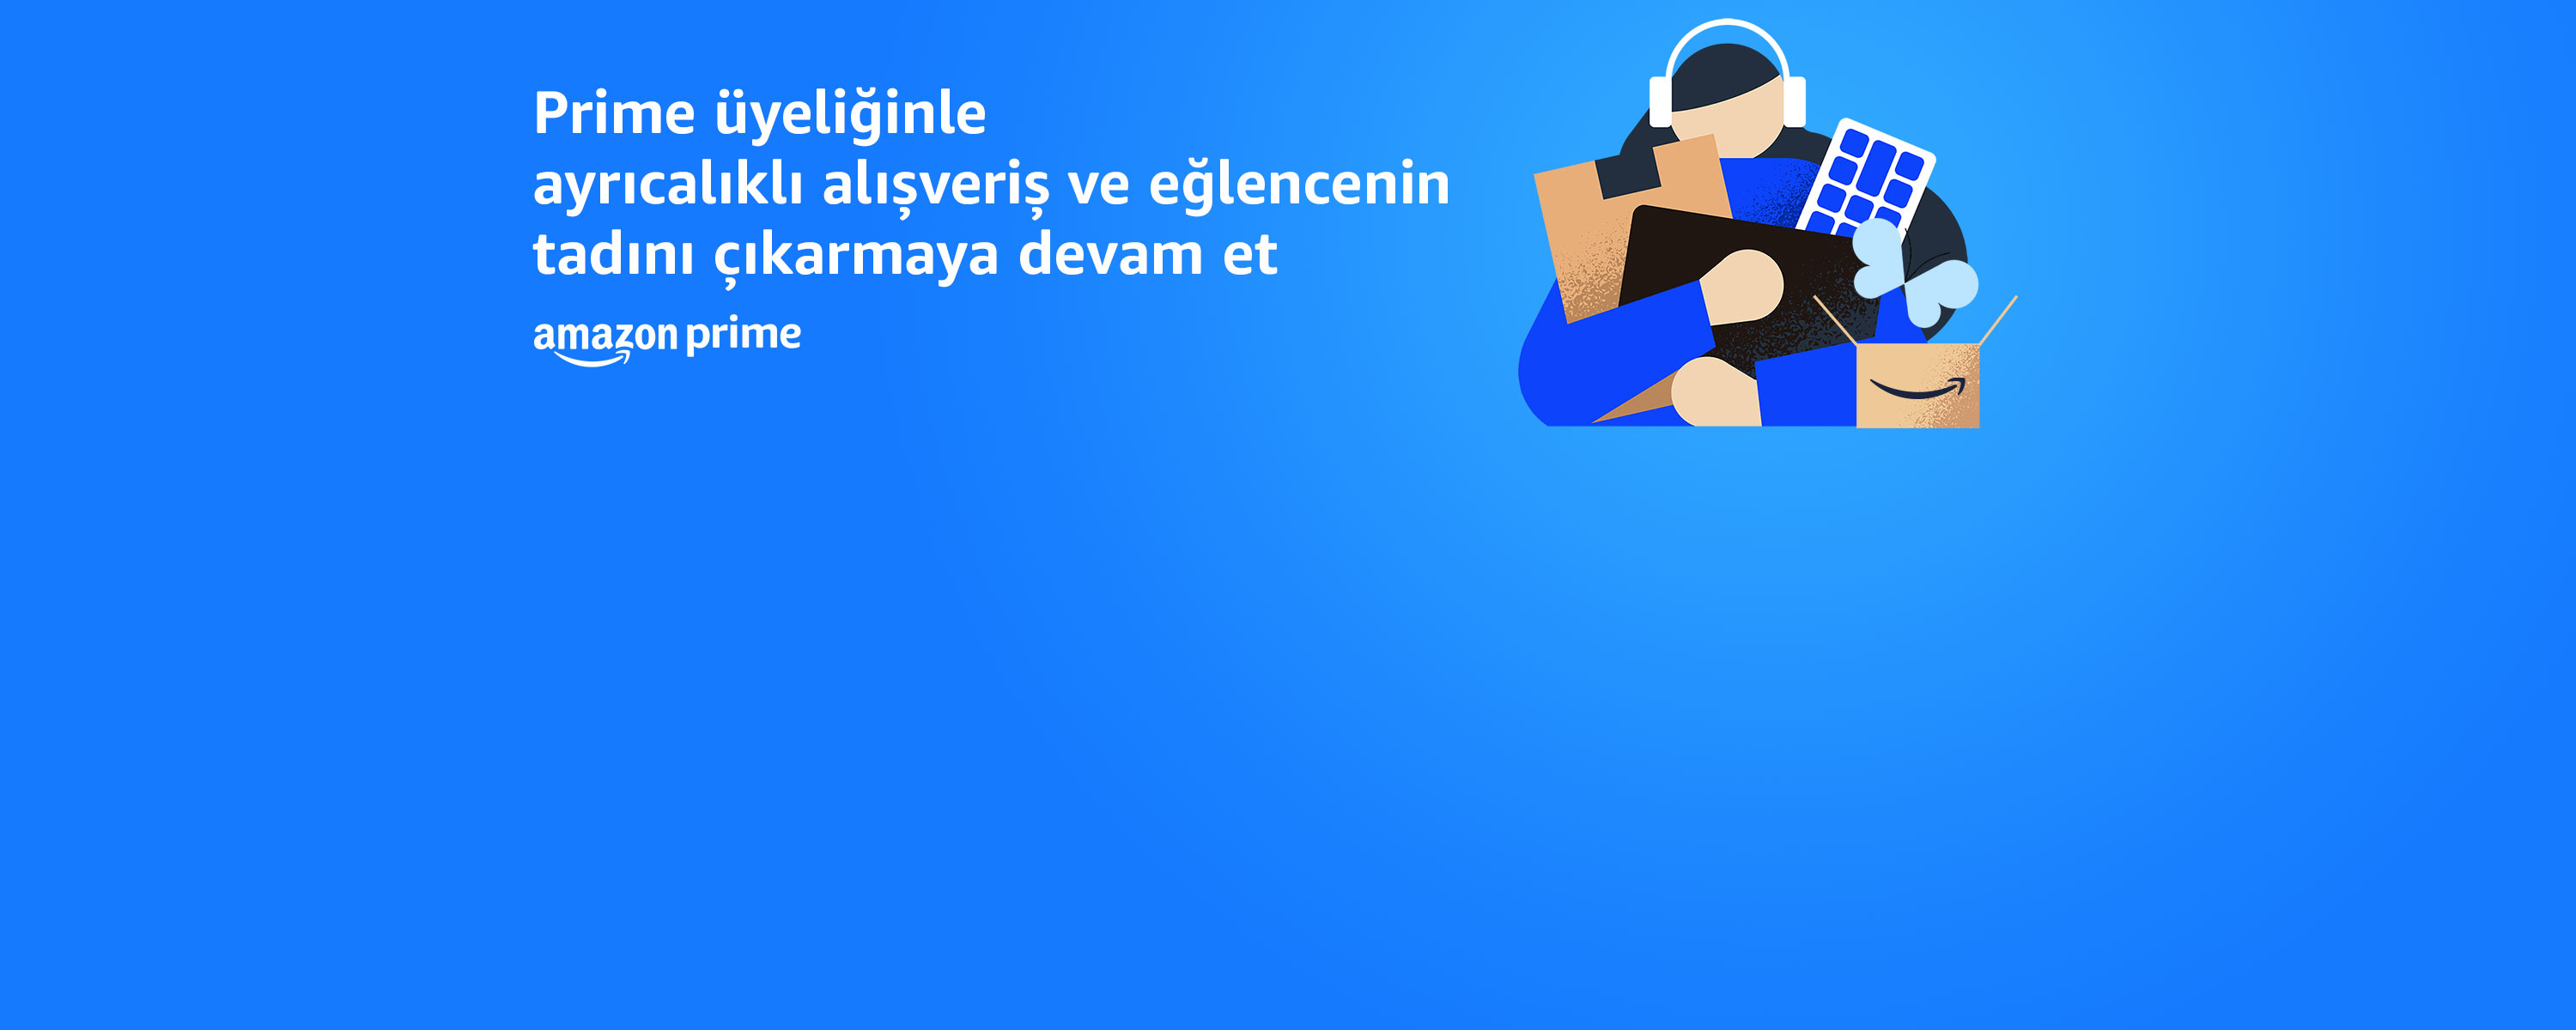 Prime üyeliğinle
ayrıcalıklı alışveriş ve eğlencenin
tadını çıkarmaya devam et
amazon prime